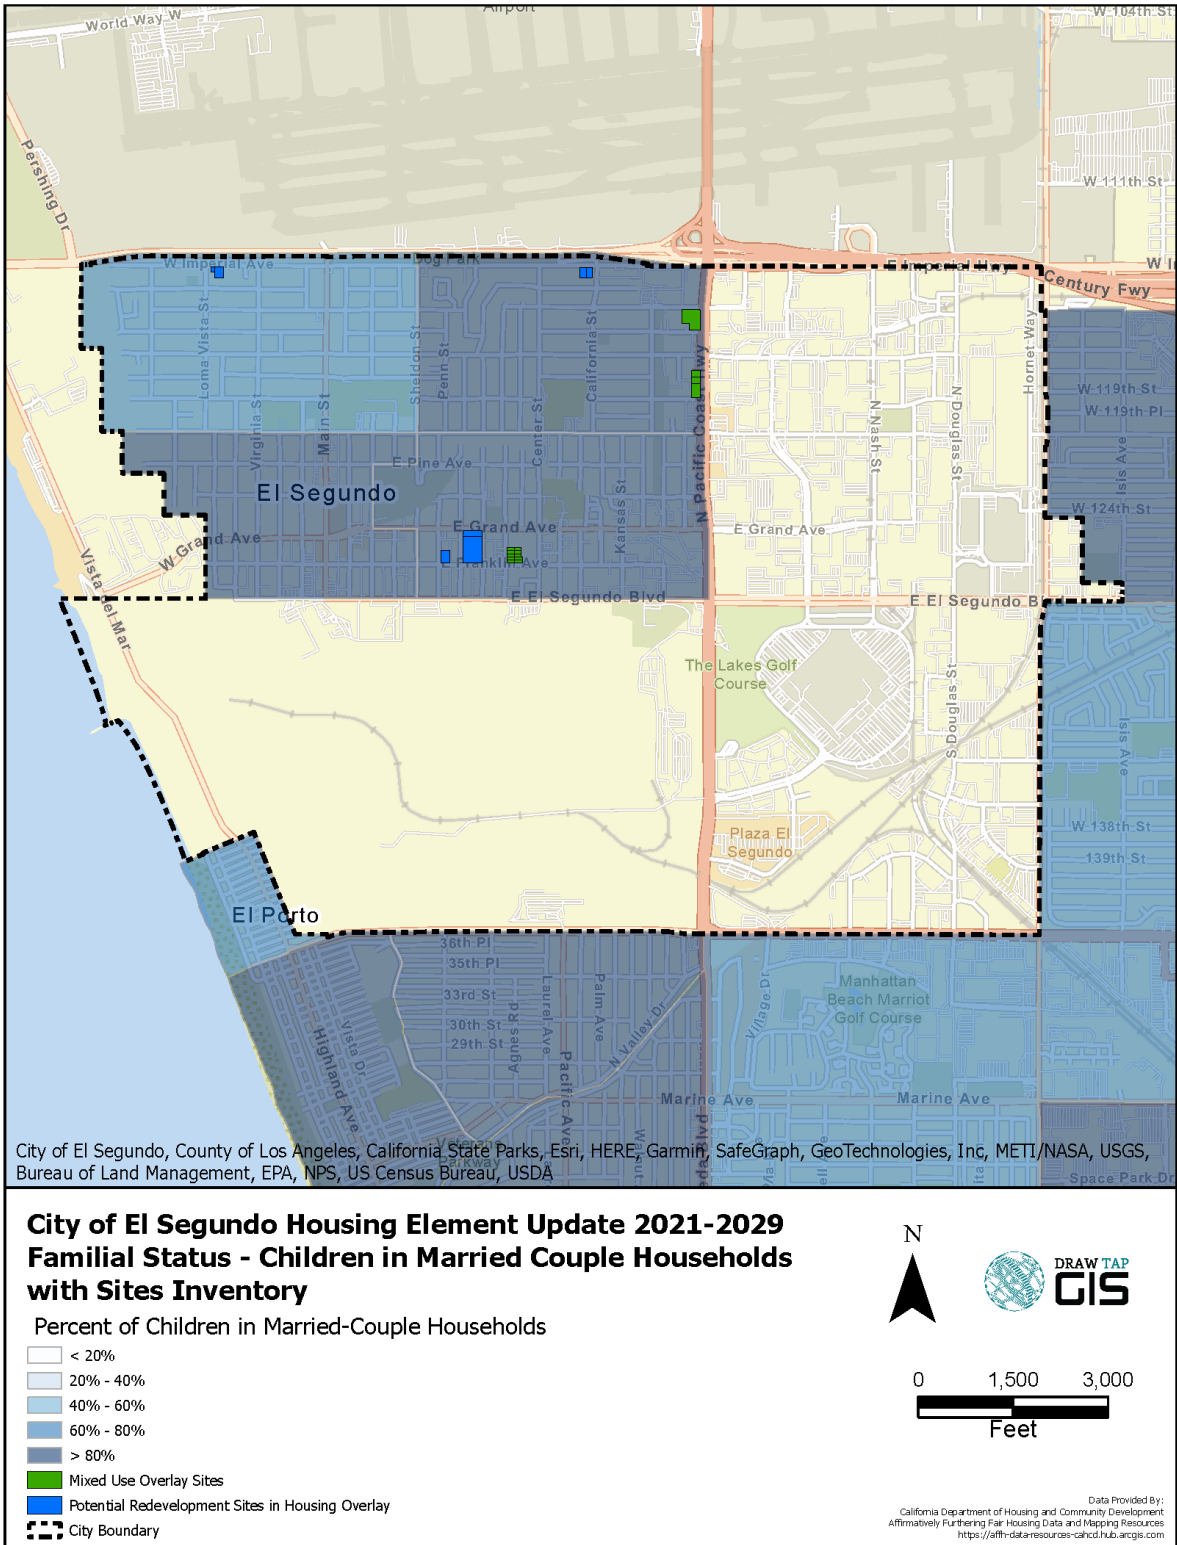 Airport
World Way W
W 104th St
Pershing Dr
W 111th St
W Imperial Ave
Dog Park
E Imperial Hwy
W I
Century Fwy
Loma Vista St
Sheldon St
Penn St
California St
Hornet Way
W 119th St
W 119th Pl
Virginia St
Main St
Center St
N Pacific Coast Hwy
N Nash St
N Douglas St
Isis Ave
E Pine Ave
El Segundo
Kansas St
W 124th St
E Grand Ave
E Grand Ave
W Grand Ave
Franklin Ave
E El Segundo Blvd
E El Segundo Blvd
Vista del Mar
The Lakes Golf
Course
S Douglas St
Isis Ave
Plaza El
Segundo
W 138th St
139th St
El Porto
36th Pl
35th Pl
33rd St
30th St
29th St
Agnes Rd
Laurel Ave
Palm Ave
N Valley Dr
Village Dr
Manhattan
Beach Marriot
Golf Course
Vista Dr
Highland Ave
Pacific Ave
Marine Ave
Marine Ave
Veterans
Parkway
Space Park Dr
City of El Segundo, County of Los Angeles, California State Parks, Esri, HERE, Garmin, SafeGraph, GeoTechnologies, Inc, METI/NASA, USGS,
Bureau of Land Management, EPA, NPS, US Census Bureau, USDA
City of El Segundo Housing Element Update 2021-2029
Familial Status - Children in Married Couple Households
with Sites Inventory
Percent of Children in Married-Couple Households
< 20%
20% - 40%
40% - 60%
60% - 80%
> 80%
Mixed Use Overlay Sites
Potential Redevelopment Sites in Housing Overlay
City Boundary
N
DRAW TAP
GIS
0 1,500 3,000
Feet
Data Provided By:
California Department of Housing and Community Development
Affirmatively Furthering Fair Housing Data and Mapping Resources
https://affh-data-resources-cahcd.hub.arcgis.com